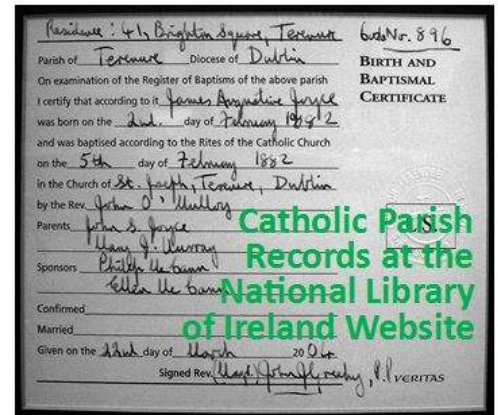 Residence : 41, Brighton Square, Terenure
Parish of Terenure Diocese of Dublin
BIRTH AND
BAPTISMAL
CERTIFICATE
On examination of the Register of Baptisms of the above parish
I certify that according to it James Augustine Joyce
was born on the 2nd. day of February 1882
and was baptised according to the Rites of the Catholic Church
on the 5th day of February 1882
in the Church of St. Joseph, Terenure, Dublin
by the Rev. John O'Mulloy
Parents John S. Joyce
Mary J. Murray
Sponsors Philip McCann
Ellen McCann
Confirmed
Married
Given on the 22nd day of March 2004
Signed Rev.
P.P. VERITAS
Catholic Parish
Records at the
National Library
of Ireland Website